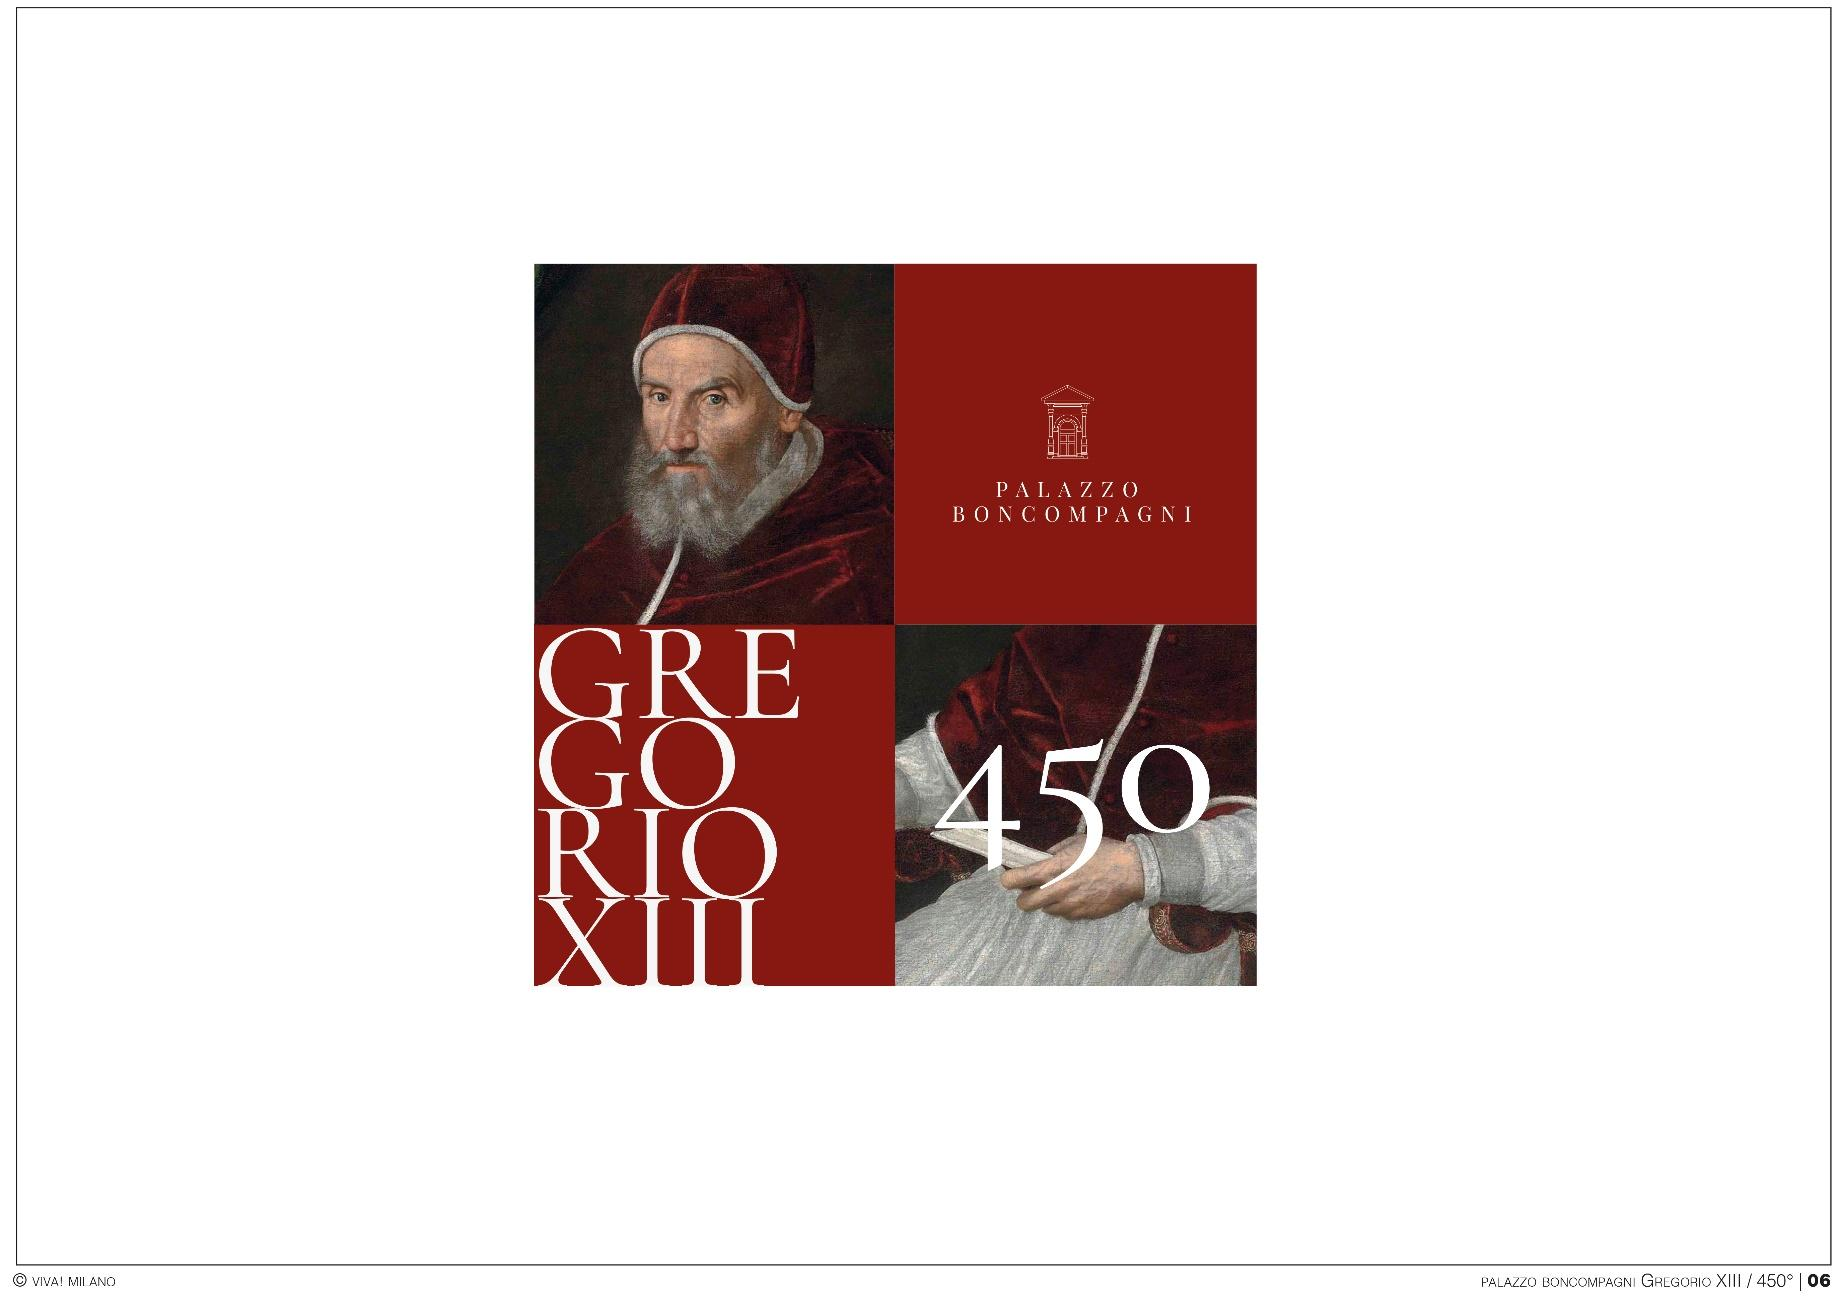 PALAZZO
BONCOMPAGNI
GRE
GO
RIO
XIII
450
© VIVA! MILANO
PALAZZO BONCOMPAGNI GREGORIO XIII / 450° | 06